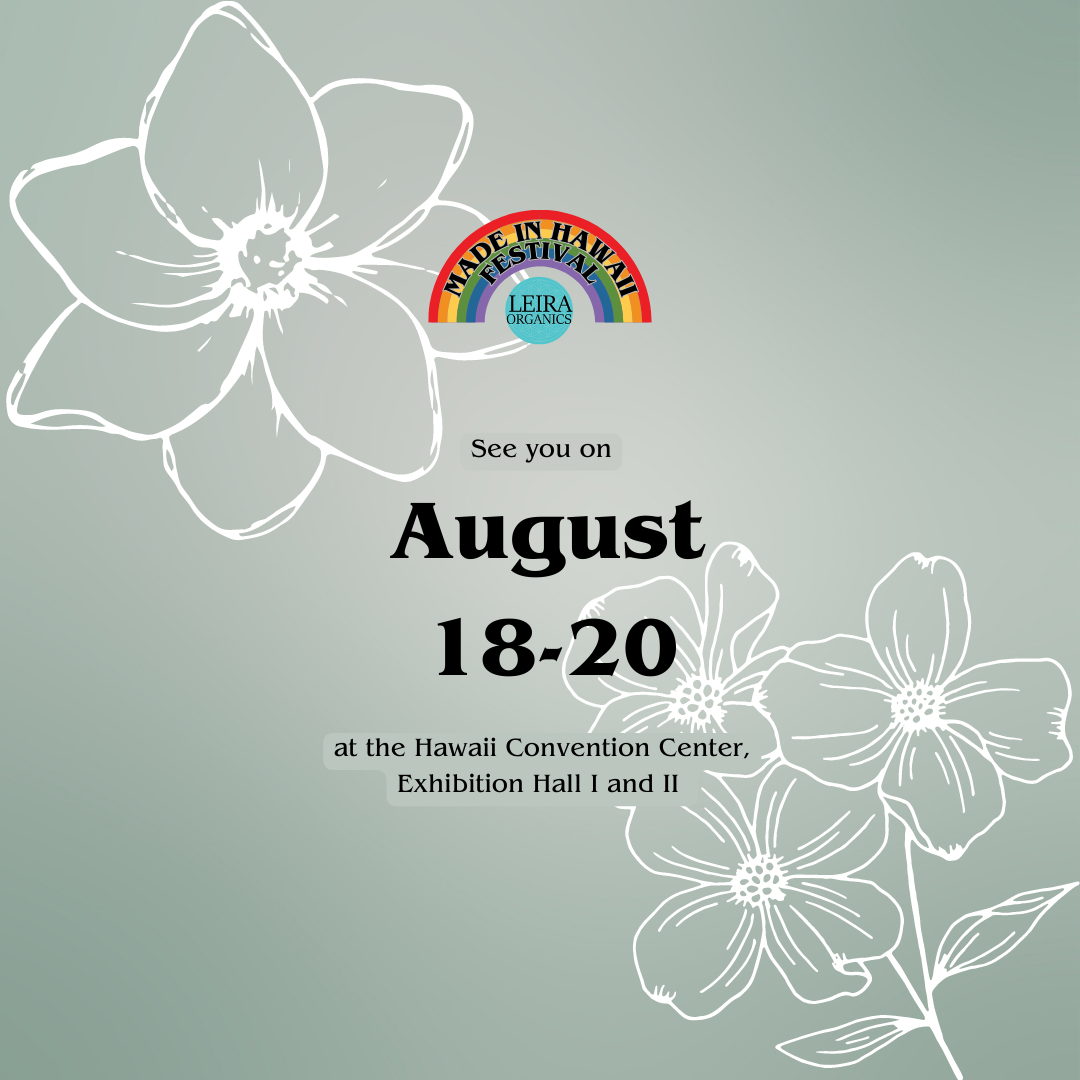 MADE IN HAWAII
FESTIVAL
LEIRA
ORGANICS
See you on
August
18-20
at the Hawaii Convention Center,
Exhibition Hall I and II